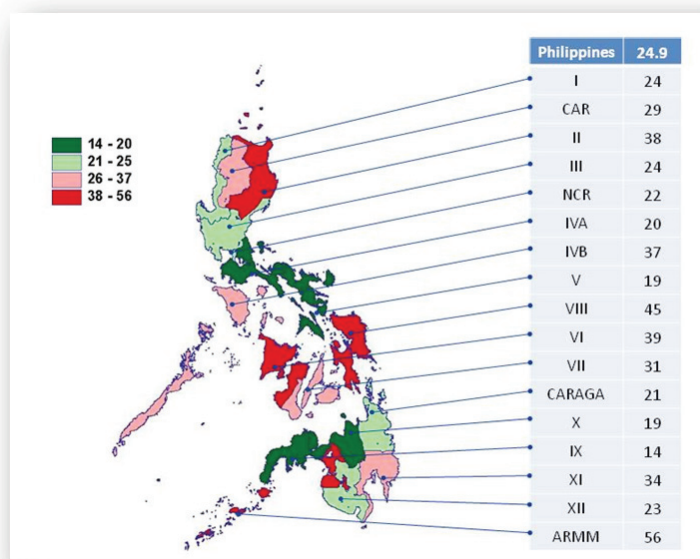 Philippines 24.9
I 24
CAR 29
II 38
III 24
NCR 22
IVA 20
IVB 37
V 19
VIII 45
VI 39
VII 31
CARAGA 21
X 19
IX 14
XI 34
XII 23
ARMM 56
14 - 20
21 - 25
26 - 37
38 - 56